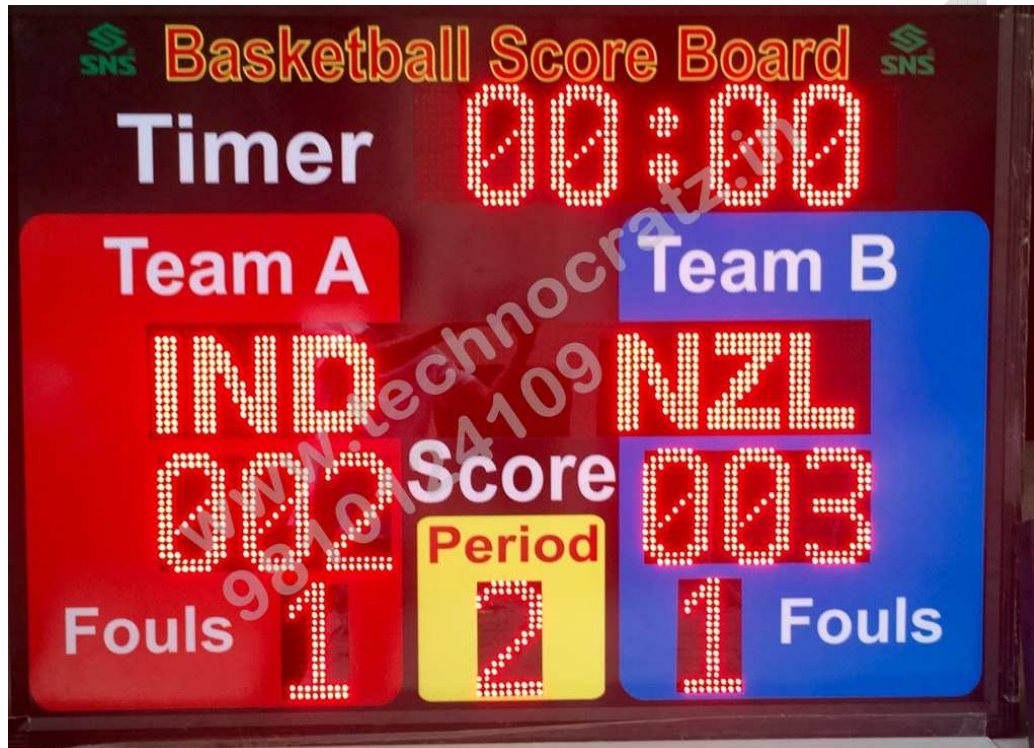 SNS Basketball Score Board SNS
Timer 00:00
Team A Team B
IND NZL
002 Score 003
Period
Fouls 1 2 1 Fouls
www.technocratz.in
9810124109